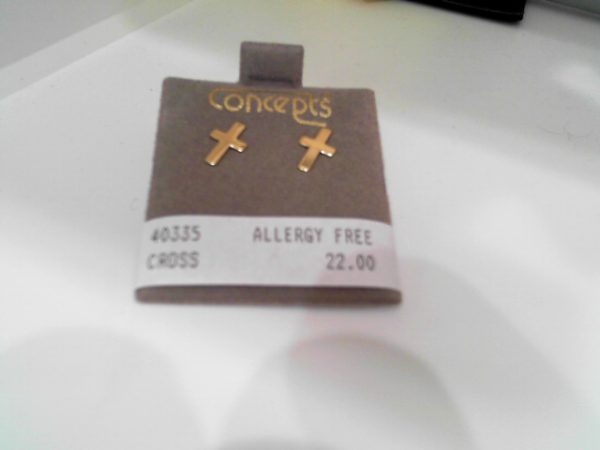 Concepts
40335 ALLERGY FREE
CROSS 22.00